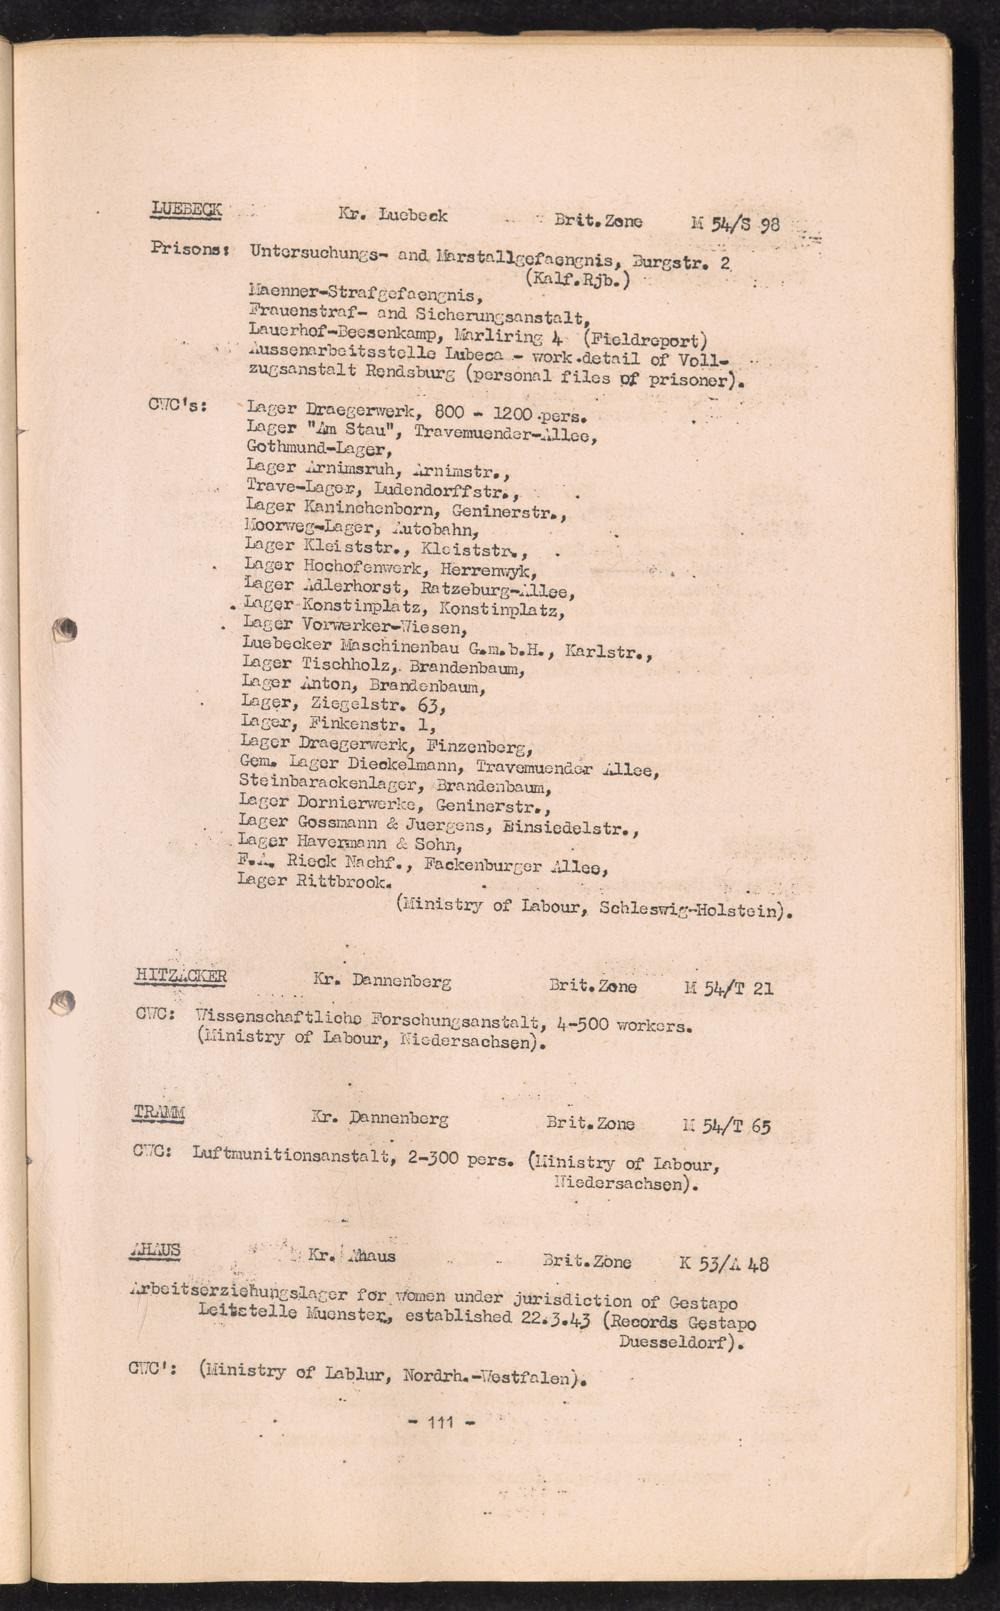 LUEBECK Kr. Luebeck Brit.Zone M 54/S 98
Prisons: Untersuchungs- and Marstallgefaengnis, Burgstr. 2
(Kalf.Rjb.)
Maenner-Strafgefaengnis,
Frauenstraf- and Sicherungsanstalt,
Lauerhof-Beesenkamp, Marliring 4 (Fieldreport)
Aussenarbeitsstelle Lubeca - work.detail of Voll-
zugsanstalt Rendsburg (personal files of prisoner).
CWC's: Lager Draegerwerk, 800 - 1200 pers.
Lager "Am Stau", Travemuender-Allee,
Gothmund-Lager,
Lager Arnimsruh, Arnimstr.,
Trave-Lager, Ludendorffstr.,
Lager Kaninchenborn, Geninerstr.,
Moorweg-Lager, Autobahn,
Lager Kleiststr., Kleiststr.,
Lager Hochofenwerk, Herrenwyk,
Lager Adlerhorst, Ratzeburg-Allee,
Lager Konstinplatz, Konstinplatz,
Lager Vorwerker-Wiesen,
Luebecker Maschinenbau G.m.b.H., Karlstr.,
Lager Tischholz, Brandenbaum,
Lager Anton, Brandenbaum,
Lager, Ziegelstr. 63,
Lager, Finkenstr. 1,
Lager Draegerwerk, Finzenberg,
Gem. Lager Dieckelmann, Travemuender Allee,
Steinbarackenlager, Brandenbaum,
Lager Dornierwerke, Geninerstr.,
Lager Gossmann & Juergens, Einsiedelstr.,
Lager Havermann & Sohn,
F.A. Rieck Nachf., Fackenburger Allee,
Lager Rittbrook.
(Ministry of Labour, Schleswig-Holstein).
HITZACKER Kr. Dannenberg Brit.Zone M 54/T 21
CWC: Wissenschaftliche Forschungsanstalt, 4-500 workers.
(Ministry of Labour, Niedersachsen).
TRAMM Kr. Dannenberg Brit.Zone M 54/T 65
CWC: Luftmunitionsanstalt, 2-300 pers. (Ministry of Labour,
Niedersachsen).
AHAUS Kr. Ahaus Brit.Zone K 53/A 48
Arbeitserziehungslager for women under jurisdiction of Gestapo
Leitstelle Muenster, established 22.3.43 (Records Gestapo
Duesseldorf).
CWC': (Ministry of Lablur, Nordrh.-Westfalen).
- 111 -